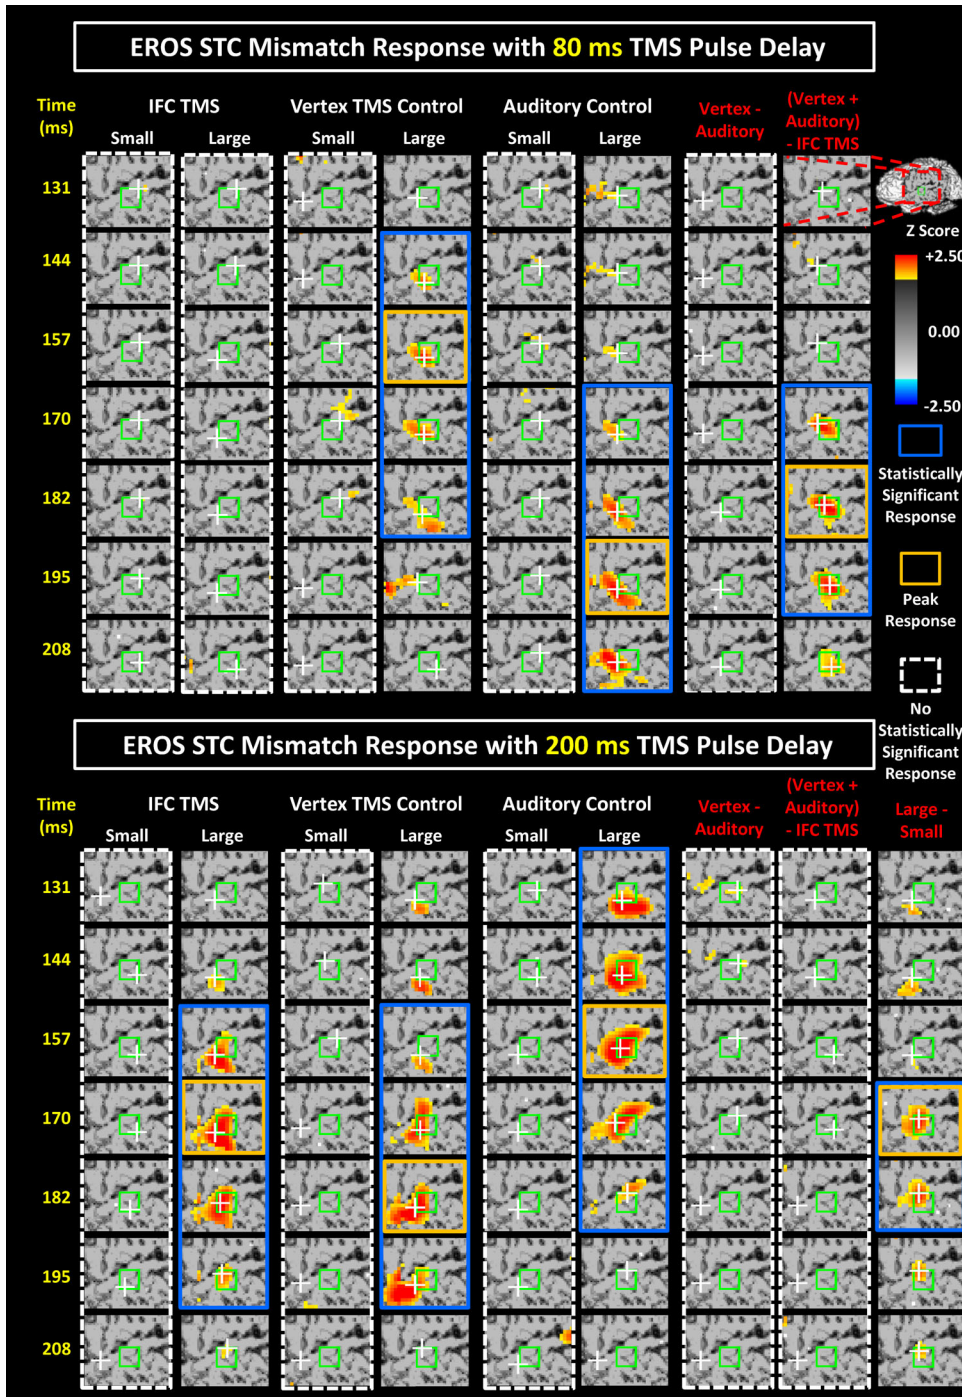 EROS STC Mismatch Response with 80 ms TMS Pulse Delay
Time
(ms)
IFC TMS
Vertex TMS Control
Auditory Control
Vertex -
Auditory
(Vertex +
Auditory)
- IFC TMS
Small
Large
Small
Large
Small
Large
131
144
157
170
182
195
208
Z Score
+2.50
0.00
-2.50
Statistically
Significant
Response
Peak
Response
No
Statistically
Significant
Response
EROS STC Mismatch Response with 200 ms TMS Pulse Delay
Time
(ms)
IFC TMS
Vertex TMS Control
Auditory Control
Vertex -
Auditory
(Vertex +
Auditory)
- IFC TMS
Large -
Small
Small
Large
Small
Large
Small
Large
131
144
157
170
182
195
208